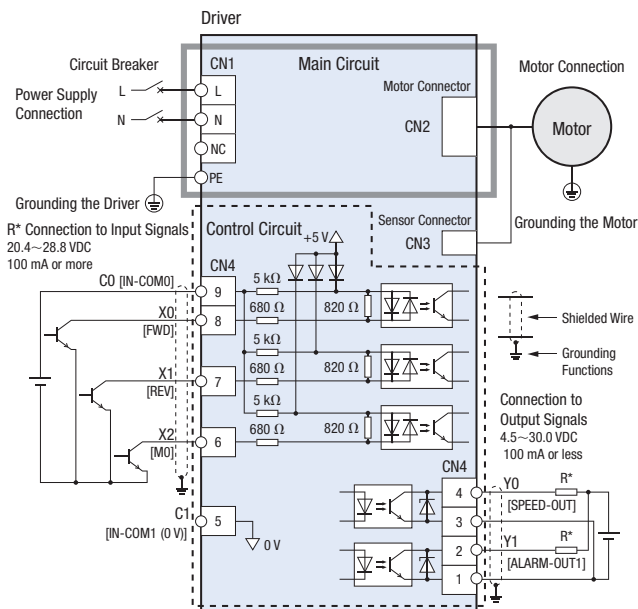 Driver
Circuit Breaker
CN1
Main Circuit
Motor Connection
Motor Connector
Power Supply
Connection
L
L
N
N
CN2
Motor
NC
PE
Grounding the Driver
Grounding the Motor
R* Connection to Input Signals
20.4~28.8 VDC
100 mA or more
Control Circuit
+5 V
Sensor Connector
CN3
CN4
C0 [IN-COM0]
9
5 kΩ
X0
[FWD]
8
680 Ω
820 Ω
Shielded Wire
5 kΩ
Grounding
Functions
X1
[REV]
7
680 Ω
820 Ω
5 kΩ
Connection to
Output Signals
4.5~30.0 VDC
100 mA or less
X2
[M0]
6
680 Ω
820 Ω
CN4
C1
[IN-COM1 (0 V)]
5
0 V
4
Y0
R*
[SPEED-OUT]
3
2
Y1
R*
[ALARM-OUT1]
1